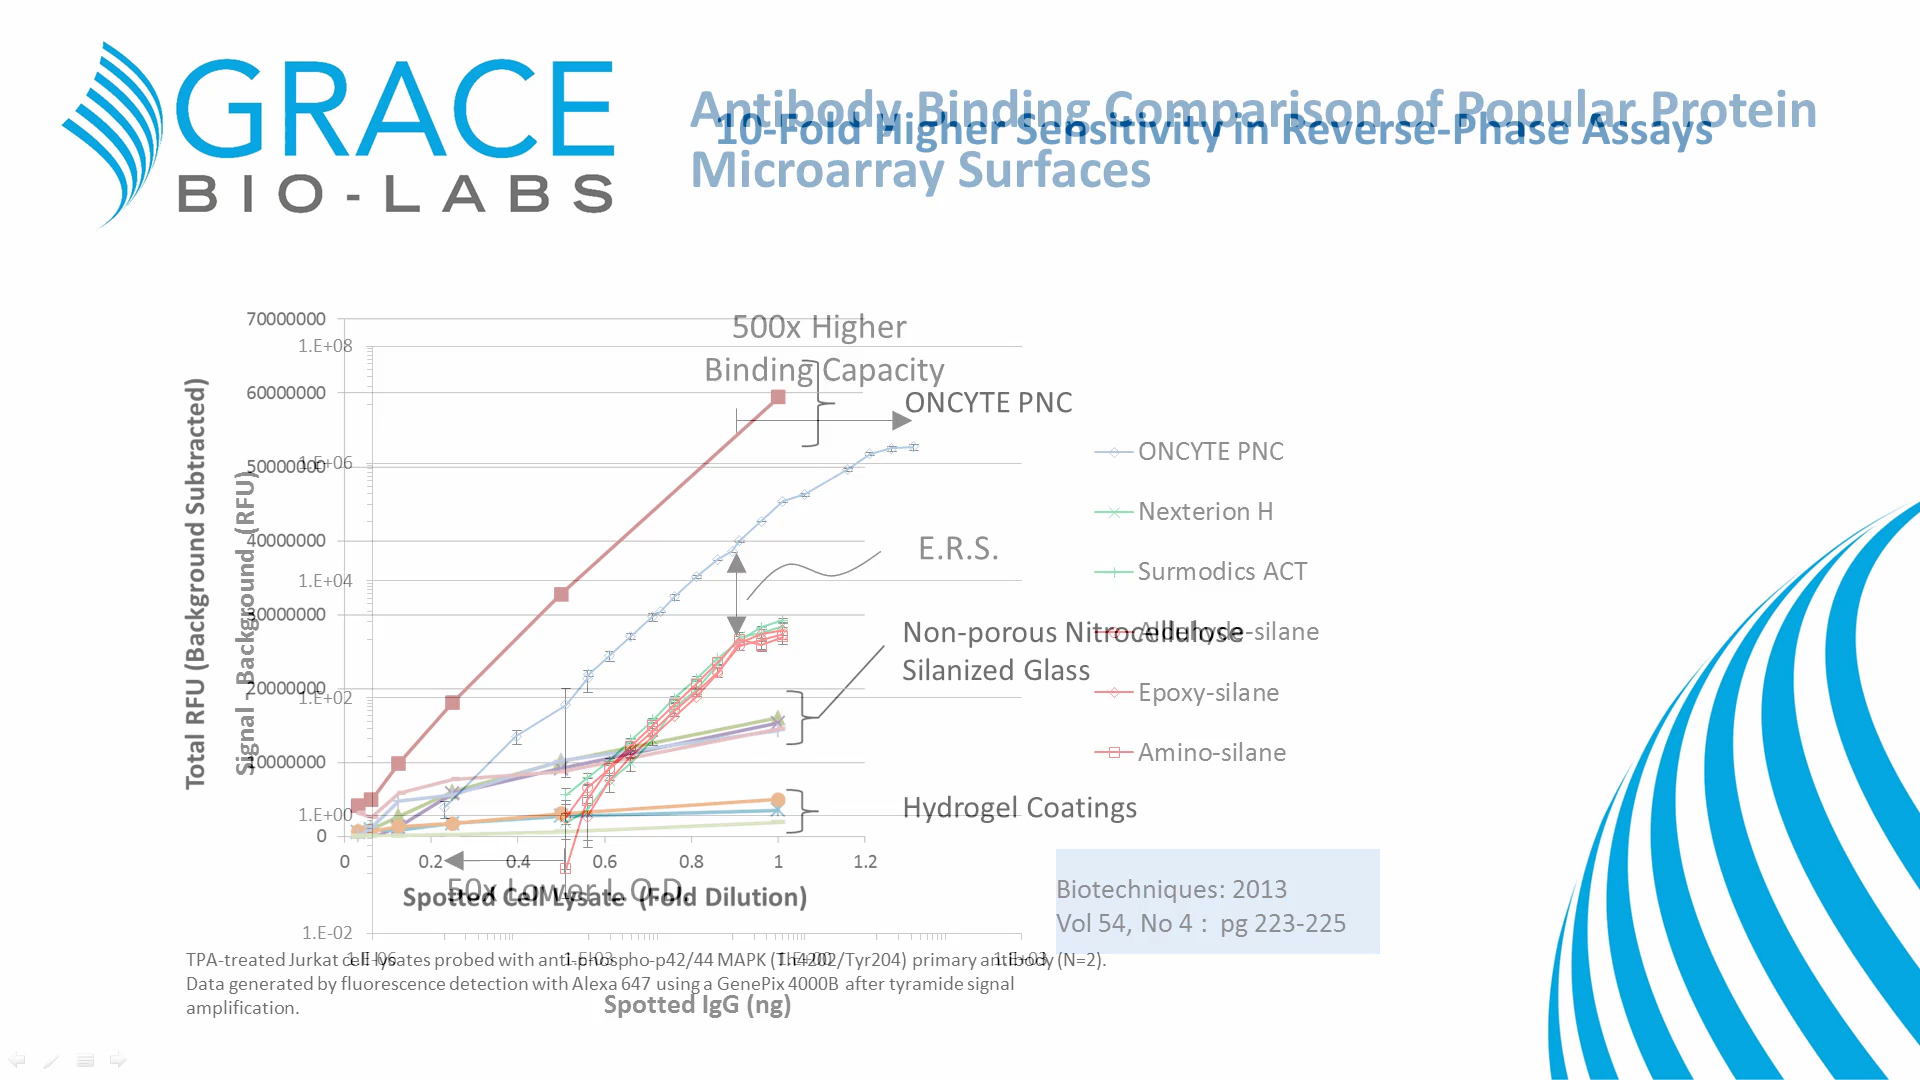 GRACE
BIO-LABS
Antibody Binding Comparison of Popular Protein
Microarray Surfaces
10-Fold Higher Sensitivity in Reverse-Phase Assays
Total RFU (Background Subtracted)
70000000
60000000
50000000
40000000
30000000
20000000
10000000
0
0 0.2 0.4 0.6 0.8 1 1.2
Spotted Cell Lysate (Fold Dilution)
ONCYTE PNC
Non-porous Nitrocellulose
Silanized Glass
Hydrogel Coatings
TPA-treated Jurkat cell lysates probed with anti-phospho-p42/44 MAPK (Thr202/Tyr204) primary antibody (N=2).
Data generated by fluorescence detection with Alexa 647 using a GenePix 4000B after tyramide signal
amplification.
Signal - Background (RFU)
1.E+08
1.E+06
1.E+04
1.E+02
1.E+00
1.E-02
1.E-06 1.E-03 1.E+00 1.E+03
Spotted IgG (ng)
500x Higher
Binding Capacity
E.R.S.
50x Lower L.O.D.
ONCYTE PNC
Nexterion H
Surmodics ACT
Aldehyde-silane
Epoxy-silane
Amino-silane
Biotechniques: 2013
Vol 54, No 4 : pg 223-225